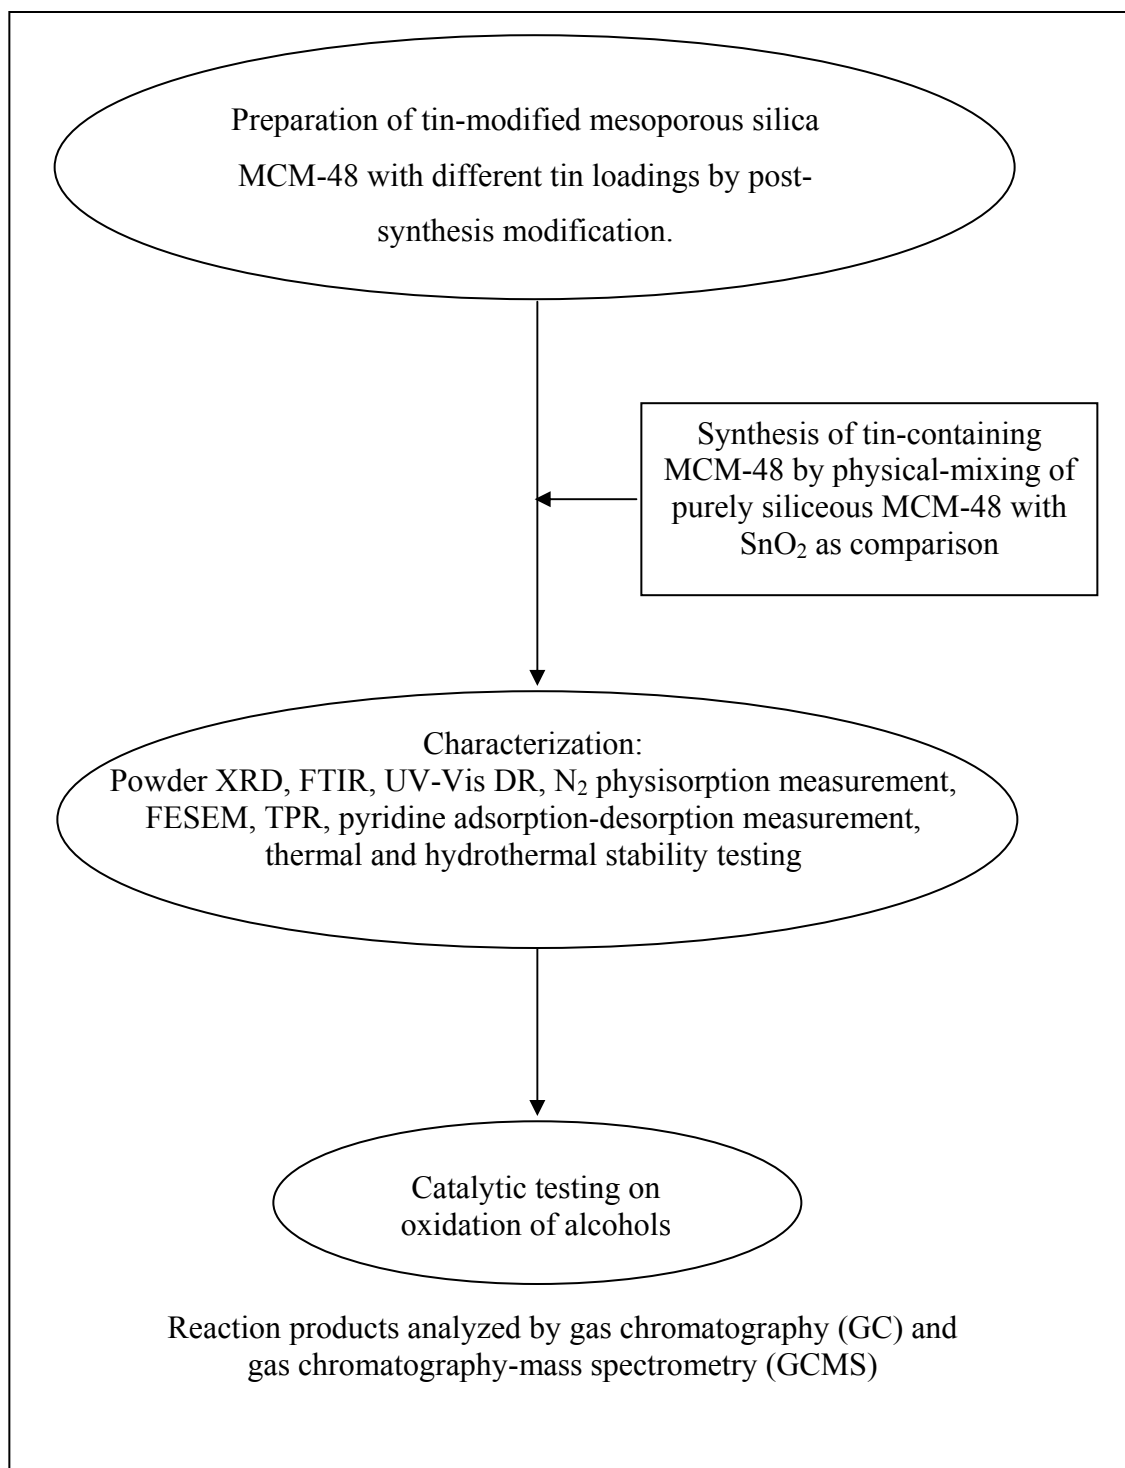 Preparation of tin-modified mesoporous silica
MCM-48 with different tin loadings by post-
synthesis modification.
Synthesis of tin-containing
MCM-48 by physical-mixing of
purely siliceous MCM-48 with
SnO₂ as comparison
Characterization:
Powder XRD, FTIR, UV-Vis DR, N₂ physisorption measurement,
FESEM, TPR, pyridine adsorption-desorption measurement,
thermal and hydrothermal stability testing
Catalytic testing on
oxidation of alcohols
Reaction products analyzed by gas chromatography (GC) and
gas chromatography-mass spectrometry (GCMS)